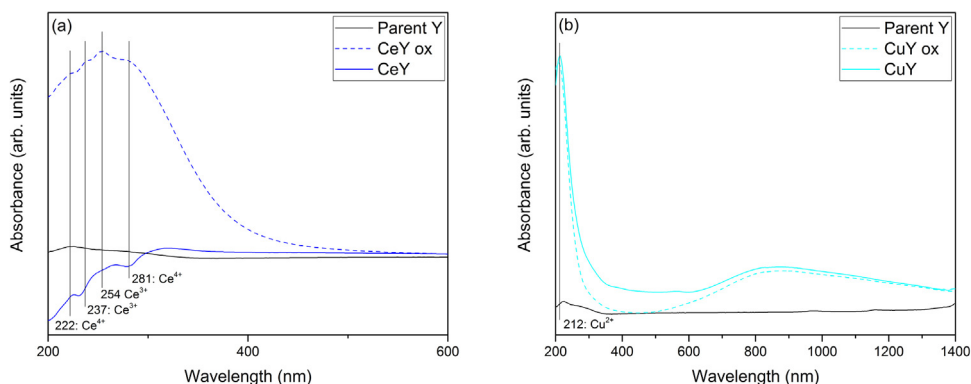 (a)
Parent Y
CeY ox
CeY
Absorbance (arb. units)
281: Ce⁴⁺
254 Ce³⁺
237: Ce³⁺
222: Ce⁴⁺
200 400 600
Wavelength (nm)
(b)
Parent Y
CuY ox
CuY
Absorbance (arb. units)
212: Cu²⁺
200 400 600 800 1000 1200 1400
Wavelength (nm)